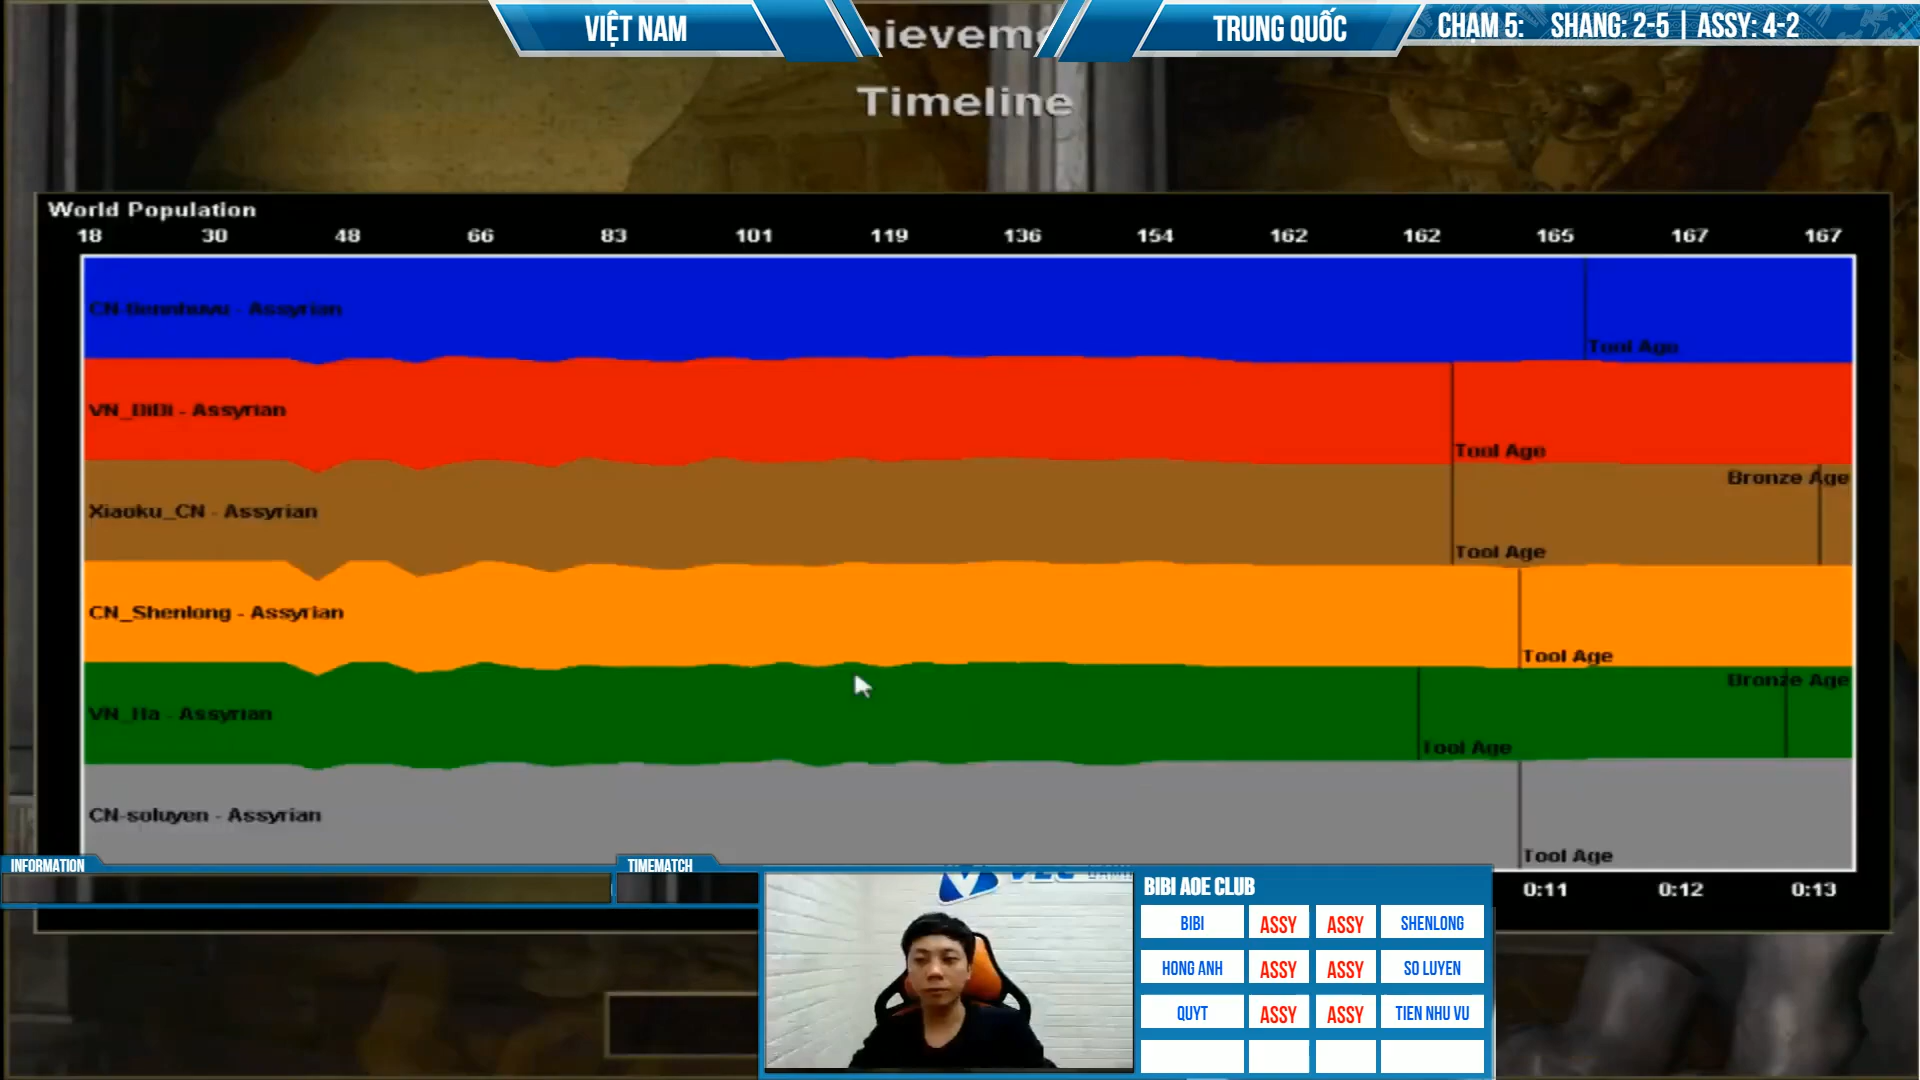 VIỆT NAM
TRUNG QUỐC
CHẠM 5: SHANG: 2-5 | ASSY: 4-2
Timeline
World Population
18 30 48 66 83 101 119 136 154 162 162 165 167 167
CN-tiennhuvu - Assyrian
Tool Age
VN_BiBi - Assyrian
Tool Age
Bronze Age
Xiaoku_CN - Assyrian
Tool Age
CN_Shenlong - Assyrian
Tool Age
Bronze Age
VN_Ha - Assyrian
Tool Age
CN-soluyen - Assyrian
Tool Age
0:11 0:12 0:13
INFORMATION
TIMEMATCH
BIBI AOE CLUB
BIBI ASSY ASSY SHENLONG
HONG ANH ASSY ASSY SO LUYEN
QUYT ASSY ASSY TIEN NHU VU